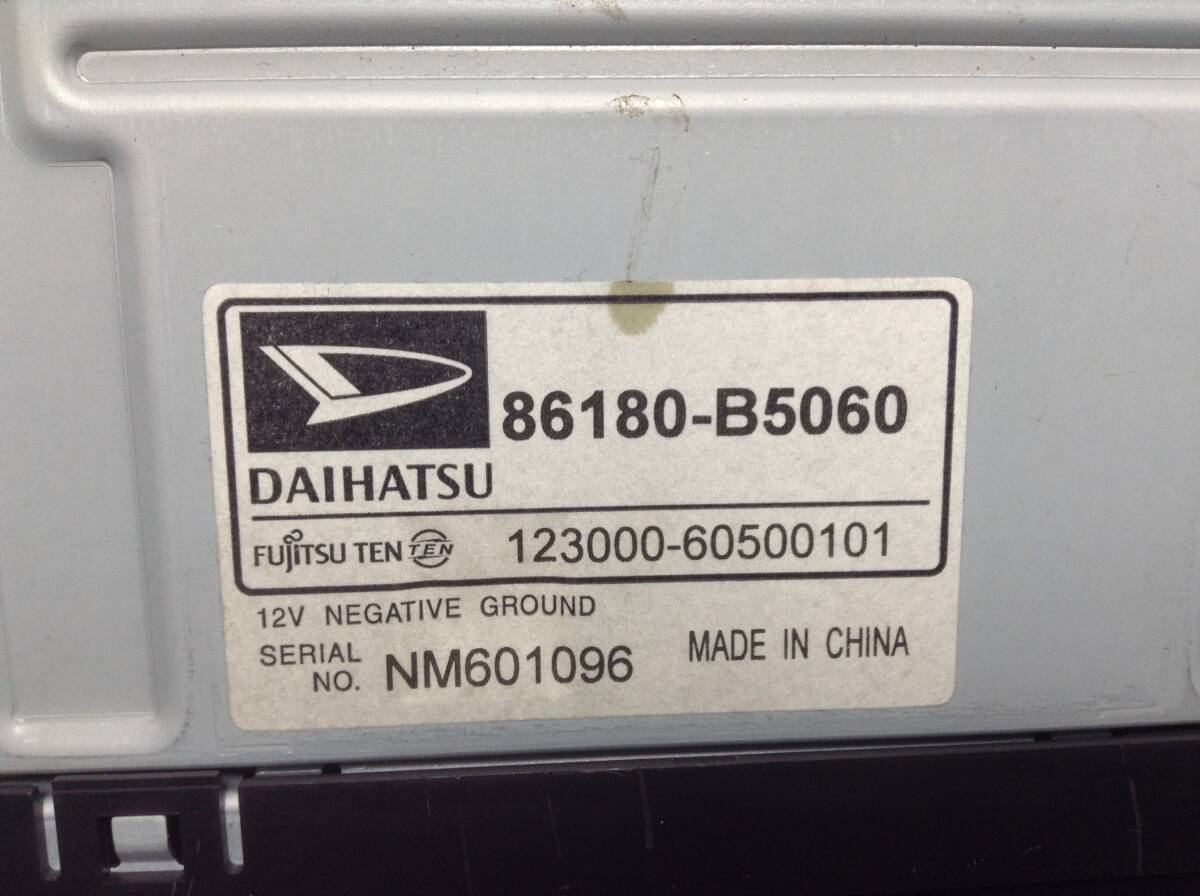 86180-B5060
DAIHATSU
FUJITSU TEN TEN 123000-60500101
12V NEGATIVE GROUND
SERIAL NO. NM601096
MADE IN CHINA